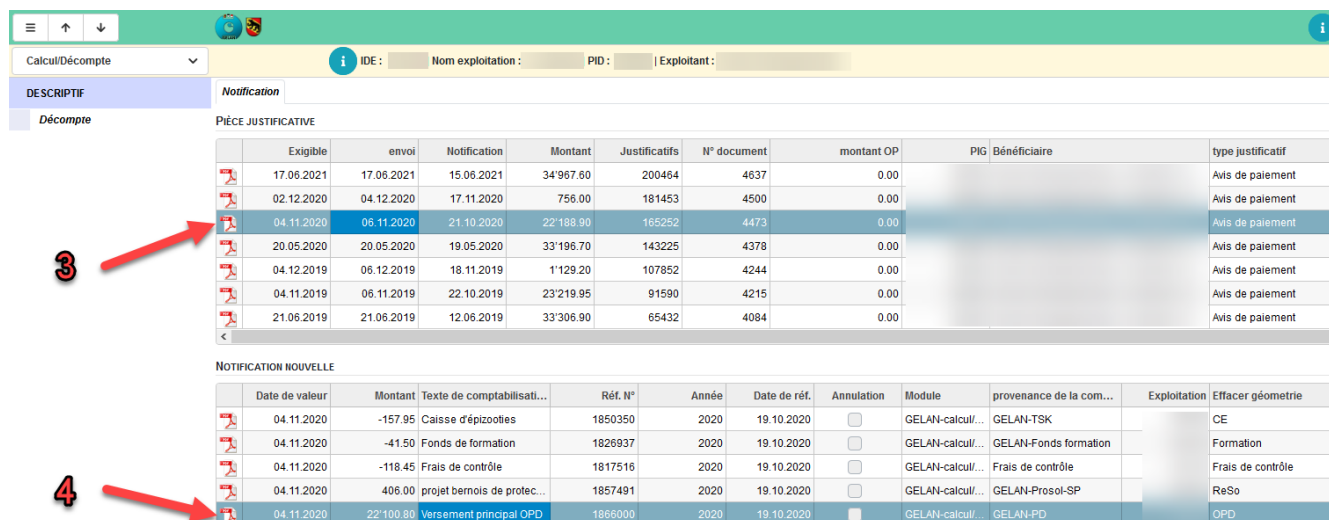 Calcul/Décompte IDE : Nom exploitation : PID : | Exploitant :
DESCRIPTIF
Décompte
Notification
PIÈCE JUSTIFICATIVE
Exigible envoi Notification Montant Justificatifs N° document montant OP PIG Bénéficiaire type justificatif
17.06.2021 17.06.2021 15.06.2021 34'967.60 200464 4637 0.00 Avis de paiement
02.12.2020 04.12.2020 17.11.2020 756.00 181453 4500 0.00 Avis de paiement
04.11.2020 06.11.2020 21.10.2020 22'188.90 165252 4473 0.00 Avis de paiement
20.05.2020 20.05.2020 19.05.2020 33'196.70 143225 4378 0.00 Avis de paiement
04.12.2019 06.12.2019 18.11.2019 1'129.20 107852 4244 0.00 Avis de paiement
04.11.2019 06.11.2019 22.10.2019 23'219.95 91590 4215 0.00 Avis de paiement
21.06.2019 21.06.2019 12.06.2019 33'306.90 65432 4084 0.00 Avis de paiement
3
NOTIFICATION NOUVELLE
Date de valeur Montant Texte de comptabilisati... Réf. N° Année Date de réf. Annulation Module provenance de la com... Exploitation Effacer géometrie
04.11.2020 -157.95 Caisse d'épizooties 1850350 2020 19.10.2020 GELAN-calcul/... GELAN-TSK CE
04.11.2020 -41.50 Fonds de formation 1826937 2020 19.10.2020 GELAN-calcul/... GELAN-Fonds formation Formation
04.11.2020 -118.45 Frais de contrôle 1817516 2020 19.10.2020 GELAN-calcul/... Frais de contrôle Frais de contrôle
04.11.2020 406.00 projet bernois de protec... 1857491 2020 19.10.2020 GELAN-calcul/... GELAN-Prosol-SP ReSo
4
04.11.2020 22'100.80 Versement principal OPD 1866000 2020 19.10.2020 GELAN-calcul/... GELAN-PD OPD